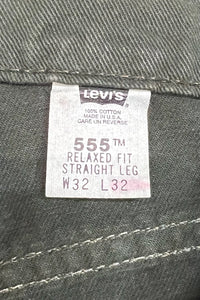 Levi's
100% COTTON
MADE IN U.S.A.
CARE ON REVERSE
555™
RELAXED FIT
STRAIGHT LEG
W32 L32